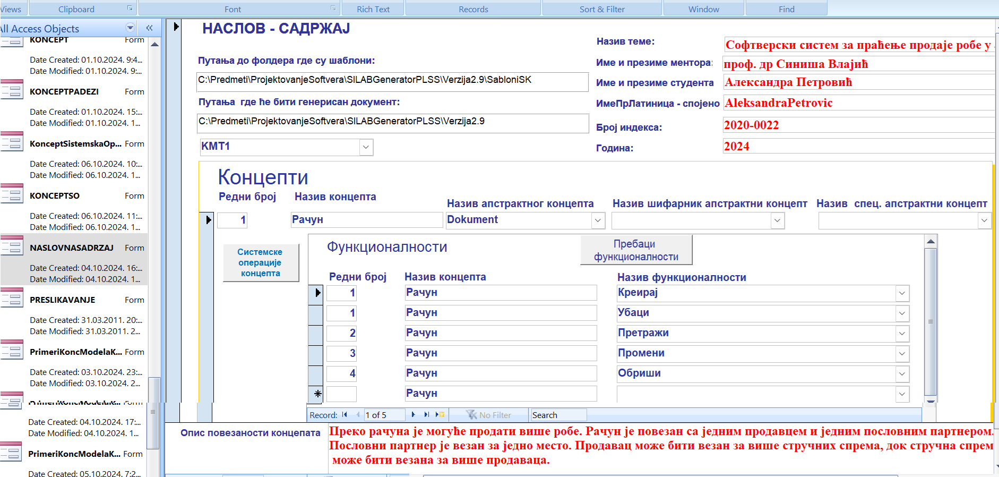 Views
Clipboard
Font
Rich Text
Records
Sort & Filter
Window
Find
All Access Objects
KONCEPT Form
Date Created: 01.10.2024. 9:4...
Date Modified: 01.10.2024. 9:...
KONCEPTPADEZI Form
Date Created: 01.10.2024. 15:...
Date Modified: 01.10.2024. 1...
KonceptSistemskaOp... Form
Date Created: 06.10.2024. 10:...
Date Modified: 06.10.2024. 1...
KONCEPTSO Form
Date Created: 06.10.2024. 11:...
Date Modified: 06.10.2024. 1...
NASLOVNASADRZAJ Form
Date Created: 04.10.2024. 16:...
Date Modified: 04.10.2024. 1...
PRESLIKAVANJE Form
Date Created: 31.03.2011. 20:...
Date Modified: 31.03.2011. 2...
PrimeriKoncModelaK... Form
Date Created: 03.10.2024. 23:...
Date Modified: 03.10.2024. 2...
PrimeriKoncModelaK... Form
Date Created: 04.10.2024. 17:...
Date Modified: 04.10.2024. 1...
PrimeriKoncModelaK... Form
Date Created: 05.10.2024. 7:2...
НАСЛОВ - САДРЖАЈ
Путања до фолдера где су шаблони:
C:\Predmeti\ProjektovanjeSoftvera\SILABGeneratorPLSS\Verzija2.9\SabloniSK
Путања где ће бити генерисан документ:
C:\Predmeti\ProjektovanjeSoftvera\SILABGeneratorPLSS\Verzija2.9
KMT1
Назив теме: Софтверски систем за праћење продаје робе у
Име и презиме ментора: проф. др Синиша Влајић
Име и презиме студента Александра Петровић
ИмеПрЛатиница - спојено AleksandraPetrovic
Број индекса: 2020-0022
Година: 2024
Концепти
Редни број Назив концепта Назив апстрактног концепта Назив шифарник апстрактни концепт Назив спец. апстрактни концепт
1 Рачун Dokument
Системске
операције
концепта
Функционалности
Пребаци
функционалности
Редни број Назив концепта Назив функционалности
1 Рачун Креирај
1 Рачун Убаци
2 Рачун Претражи
3 Рачун Промени
4 Рачун Обриши
Рачун
Record: 1 of 5 No Filter Search
Опис повезаности концепата
Преко рачуна је могуће продати више робе. Рачун је повезан са једним продавцем и једним пословним партнером.
Пословни партнер је везан за једно место. Продавац може бити везан за више стручних спрема, док стручна спрем
може бити везана за више продаваца.